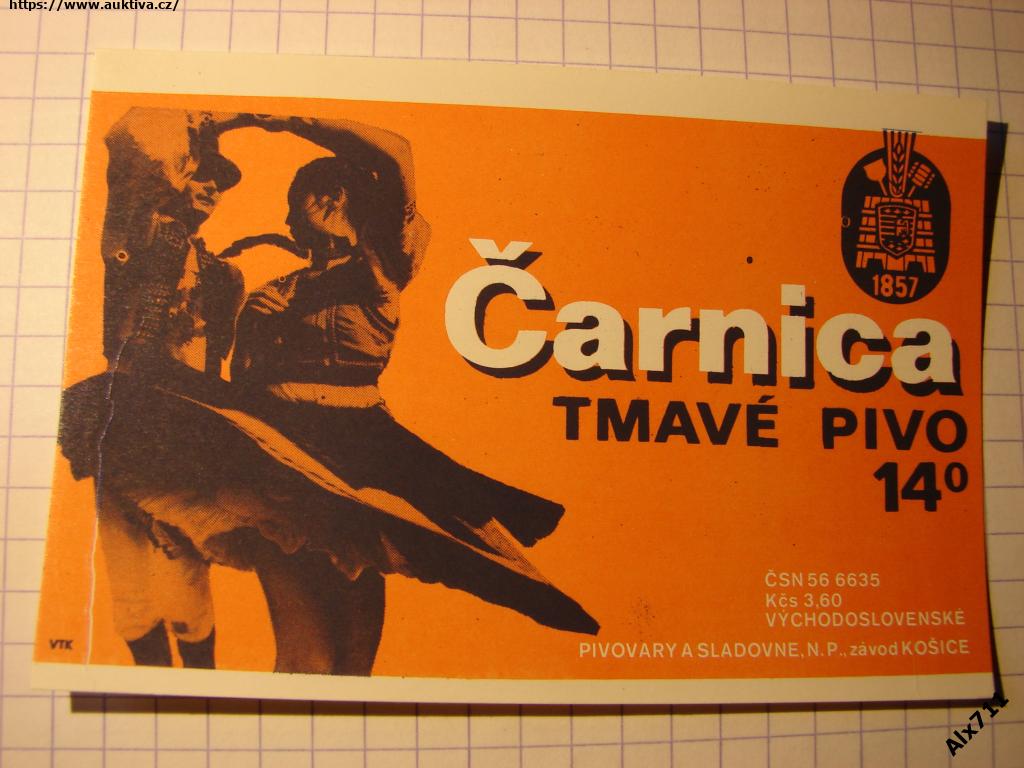 https://www.auktiva.cz/
1857
Čarnica
TMAVÉ PIVO
14⁰
ČSN 56 6635
Kčs 3,60
VÝCHODOSLOVENSKÉ
PIVOVARY A SLADOVNE, N. P., závod KOŠICE
VTK
Alx711